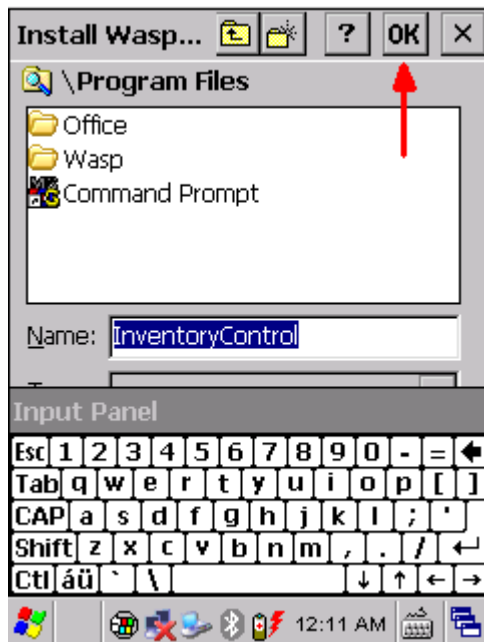 Install Wasp... ? OK ×
\Program Files
Office
Wasp
Command Prompt
Name: InventoryControl
Input Panel
Esc 1 2 3 4 5 6 7 8 9 0 - =
Tab q w e r t y u i o p [ ]
CAP a s d f g h j k l ; '
Shift z x c v b n m , . /
Ctl áü ` \
12:11 AM